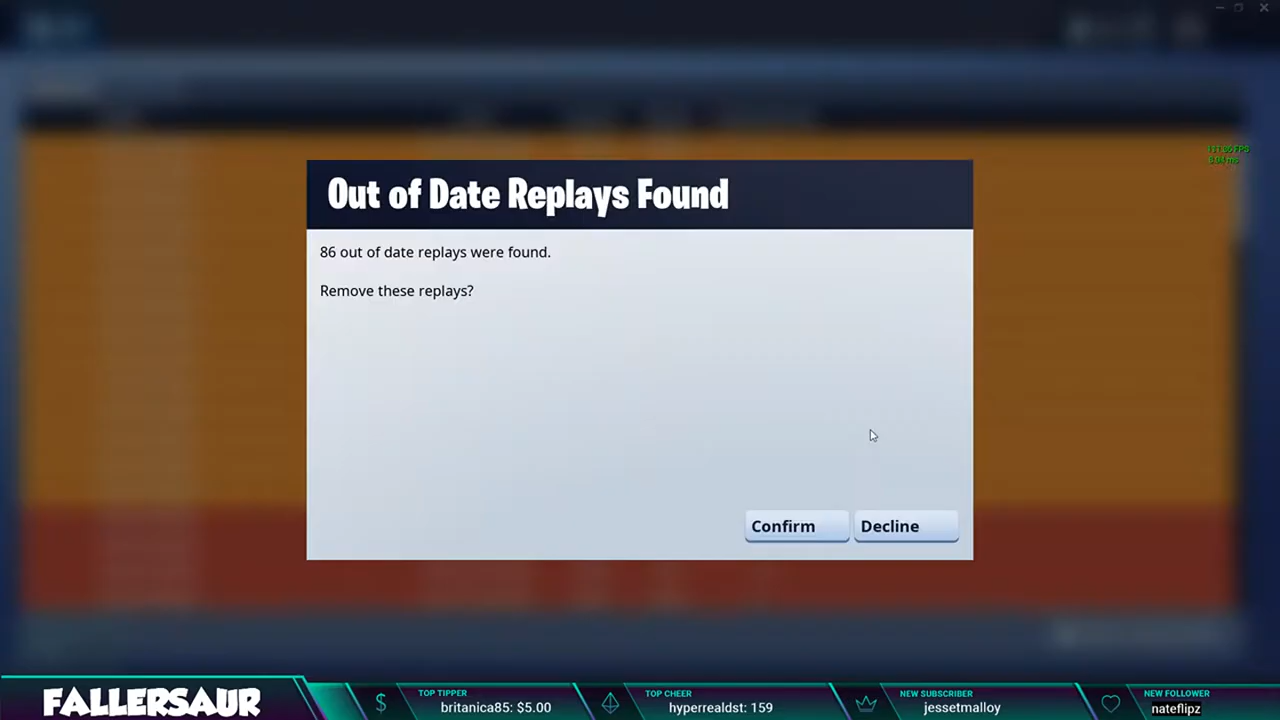 Out of Date Replays Found
86 out of date replays were found.
Remove these replays?
Confirm
Decline
FALLERSAUR
$
TOP TIPPER
britanica85: $5.00
TOP CHEER
hyperrealdst: 159
NEW SUBSCRIBER
jessetmalloy
NEW FOLLOWER
nateflipz